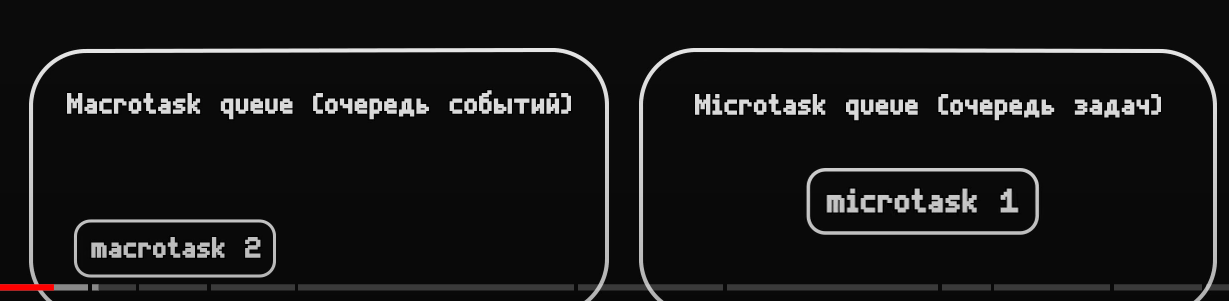 Macrotask queue (очередь событий)
Microtask queue (очередь задач)
microtask 1
macrotask 2